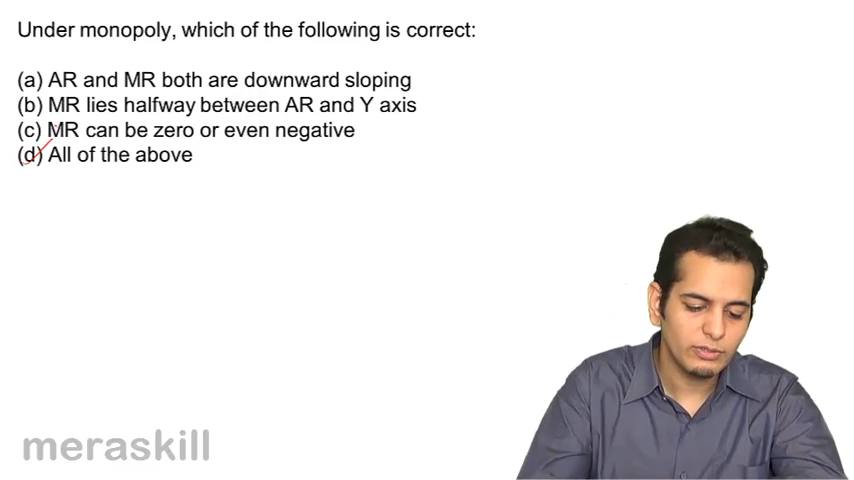 Under monopoly, which of the following is correct:
(a) AR and MR both are downward sloping
(b) MR lies halfway between AR and Y axis
(c) MR can be zero or even negative
(d) All of the above
meraskill